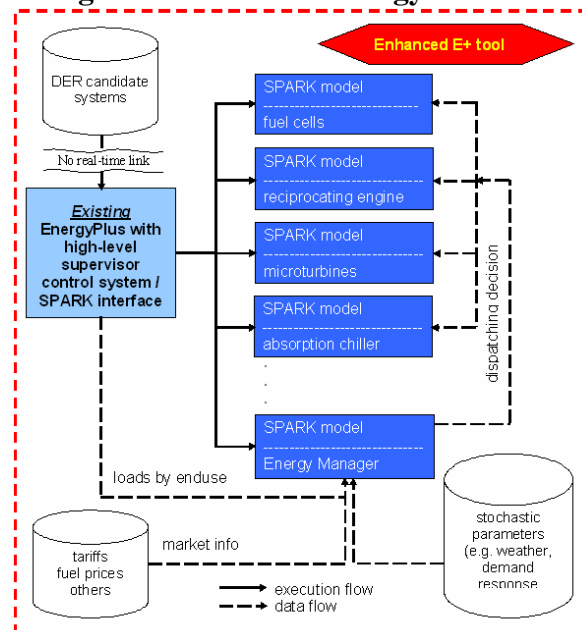 Enhanced E+ tool
DER candidate
systems
No real-time link
Existing
EnergyPlus with
high-level
supervisor
control system /
SPARK interface
SPARK model
fuel cells
SPARK model
reciprocating engine
SPARK model
microturbines
SPARK model
absorption chiller
SPARK model
Energy Manager
dispatching decision
loads by enduse
tariffs
fuel prices
others
market info
stochastic
parameters
(e.g. weather,
demand
response
execution flow
data flow